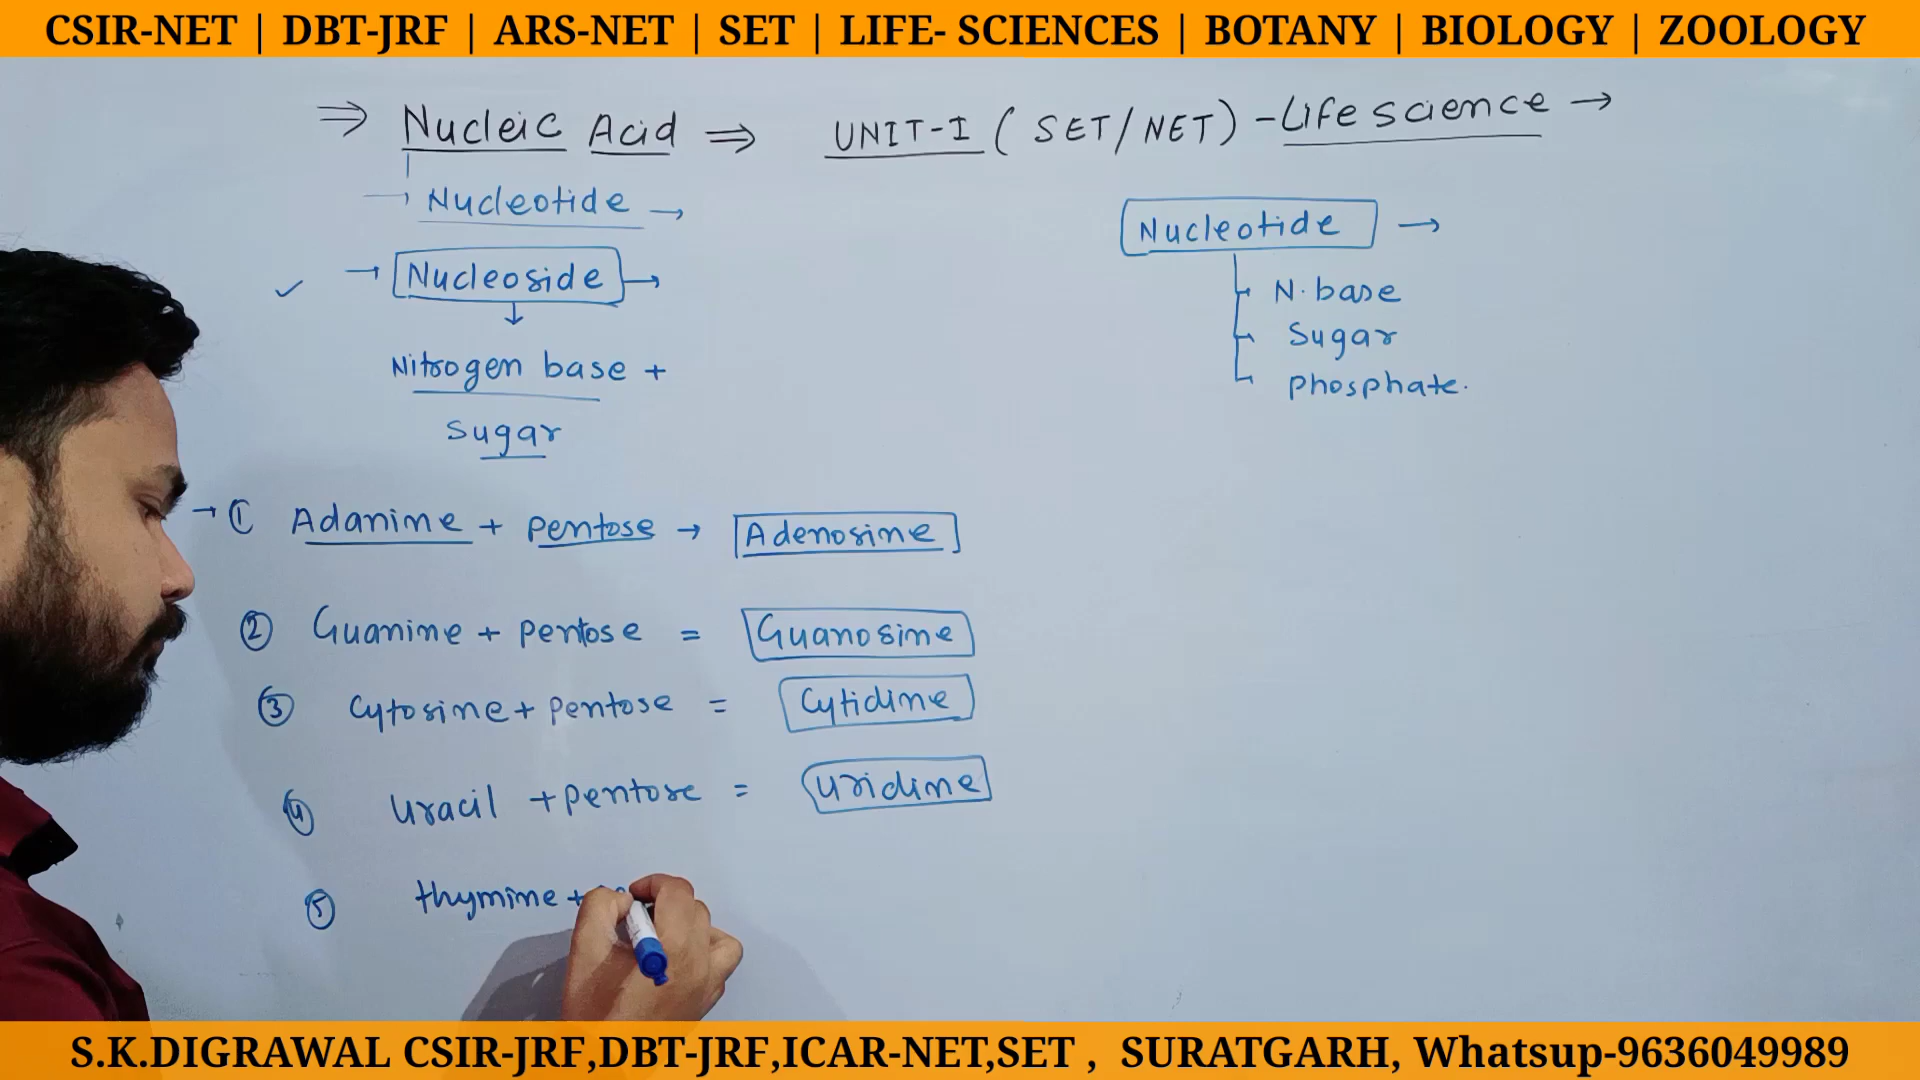 CSIR-NET | DBT-JRF | ARS-NET | SET | LIFE- SCIENCES | BOTANY | BIOLOGY | ZOOLOGY
⇒ Nucleic Acid ⇒ UNIT-I ( SET/NET) - Life science →
→ Nucleotide →
✓ → Nucleoside →
↓
Nitrogen base +
Sugar
Nucleotide →
N. base
Sugar
phosphate.
→ ① Adanine + pentose → Adenosine
② Guanine + pentose = Guanosine
③ Cytosine + pentose = Cytidine
④ Uracil + pentose = Uridine
⑤ thymine +
S.K.DIGRAWAL CSIR-JRF,DBT-JRF,ICAR-NET,SET , SURATGARH, Whatsup-9636049989